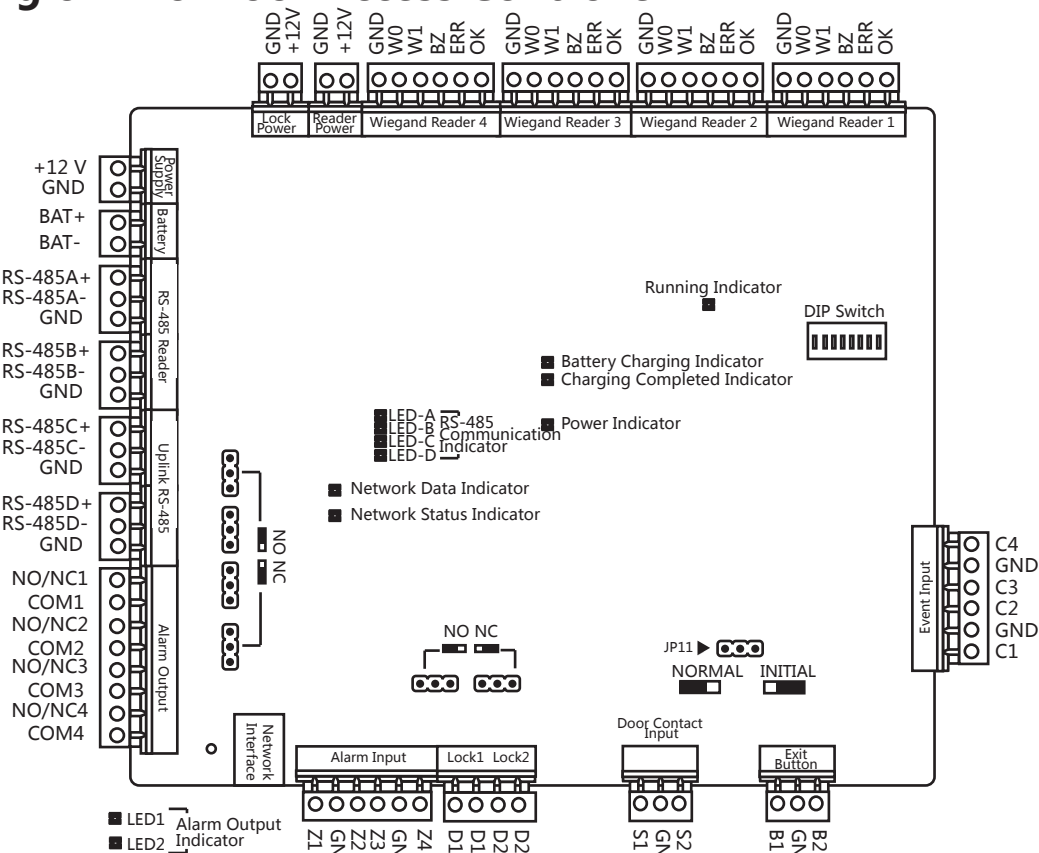 GND +12V GND +12V GND W0 W1 BZ ERR OK GND W0 W1 BZ ERR OK GND W0 W1 BZ ERR OK GND W0 W1 BZ ERR OK
Lock Power
Reader Power
Wiegand Reader 4
Wiegand Reader 3
Wiegand Reader 2
Wiegand Reader 1
+12 V
GND
Power Supply
BAT+
BAT-
Battery
RS-485A+
RS-485A-
GND
RS-485B+
RS-485B-
GND
RS-485 Reader
RS-485C+
RS-485C-
GND
RS-485D+
RS-485D-
GND
Uplink RS-485
NO/NC1
COM1
NO/NC2
COM2
NO/NC3
COM3
NO/NC4
COM4
Alarm Output
Running Indicator
DIP Switch
Battery Charging Indicator
Charging Completed Indicator
Power Indicator
LED-A
LED-B
LED-C
LED-D
RS-485
Communication
Indicator
Network Data Indicator
Network Status Indicator
NO NC
NO NC
JP11
NORMAL INITIAL
Event Input
C4
GND
C3
C2
GND
C1
Network
Interface
Alarm Input
Lock1 Lock2
Door Contact
Input
Exit
Button
Z1 Z2 Z3 Z4 D1 D1 D2 D2
S1 S2
B1 B2
LED1
LED2
Alarm Output
Indicator